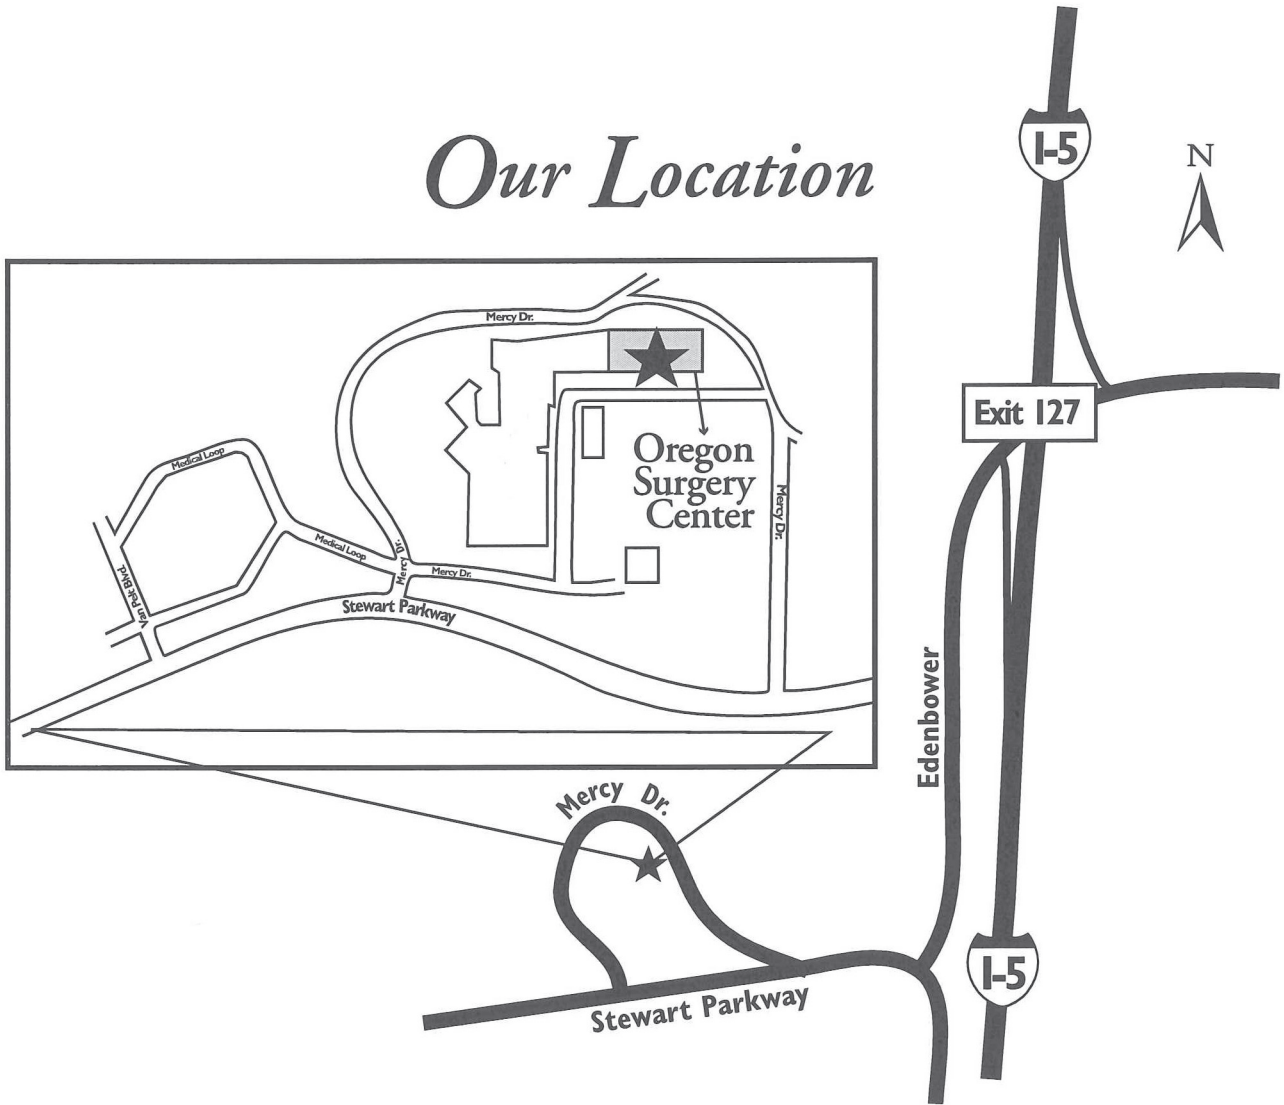 Our Location
I-5
N
Exit 127
Mercy Dr.
Oregon
Surgery
Center
Medical Loop
Medical Loop
Mercy Dr.
Mercy Dr.
Mercy Dr.
Van Pelt Blvd.
Stewart Parkway
Edenbower
Mercy Dr.
I-5
Stewart Parkway